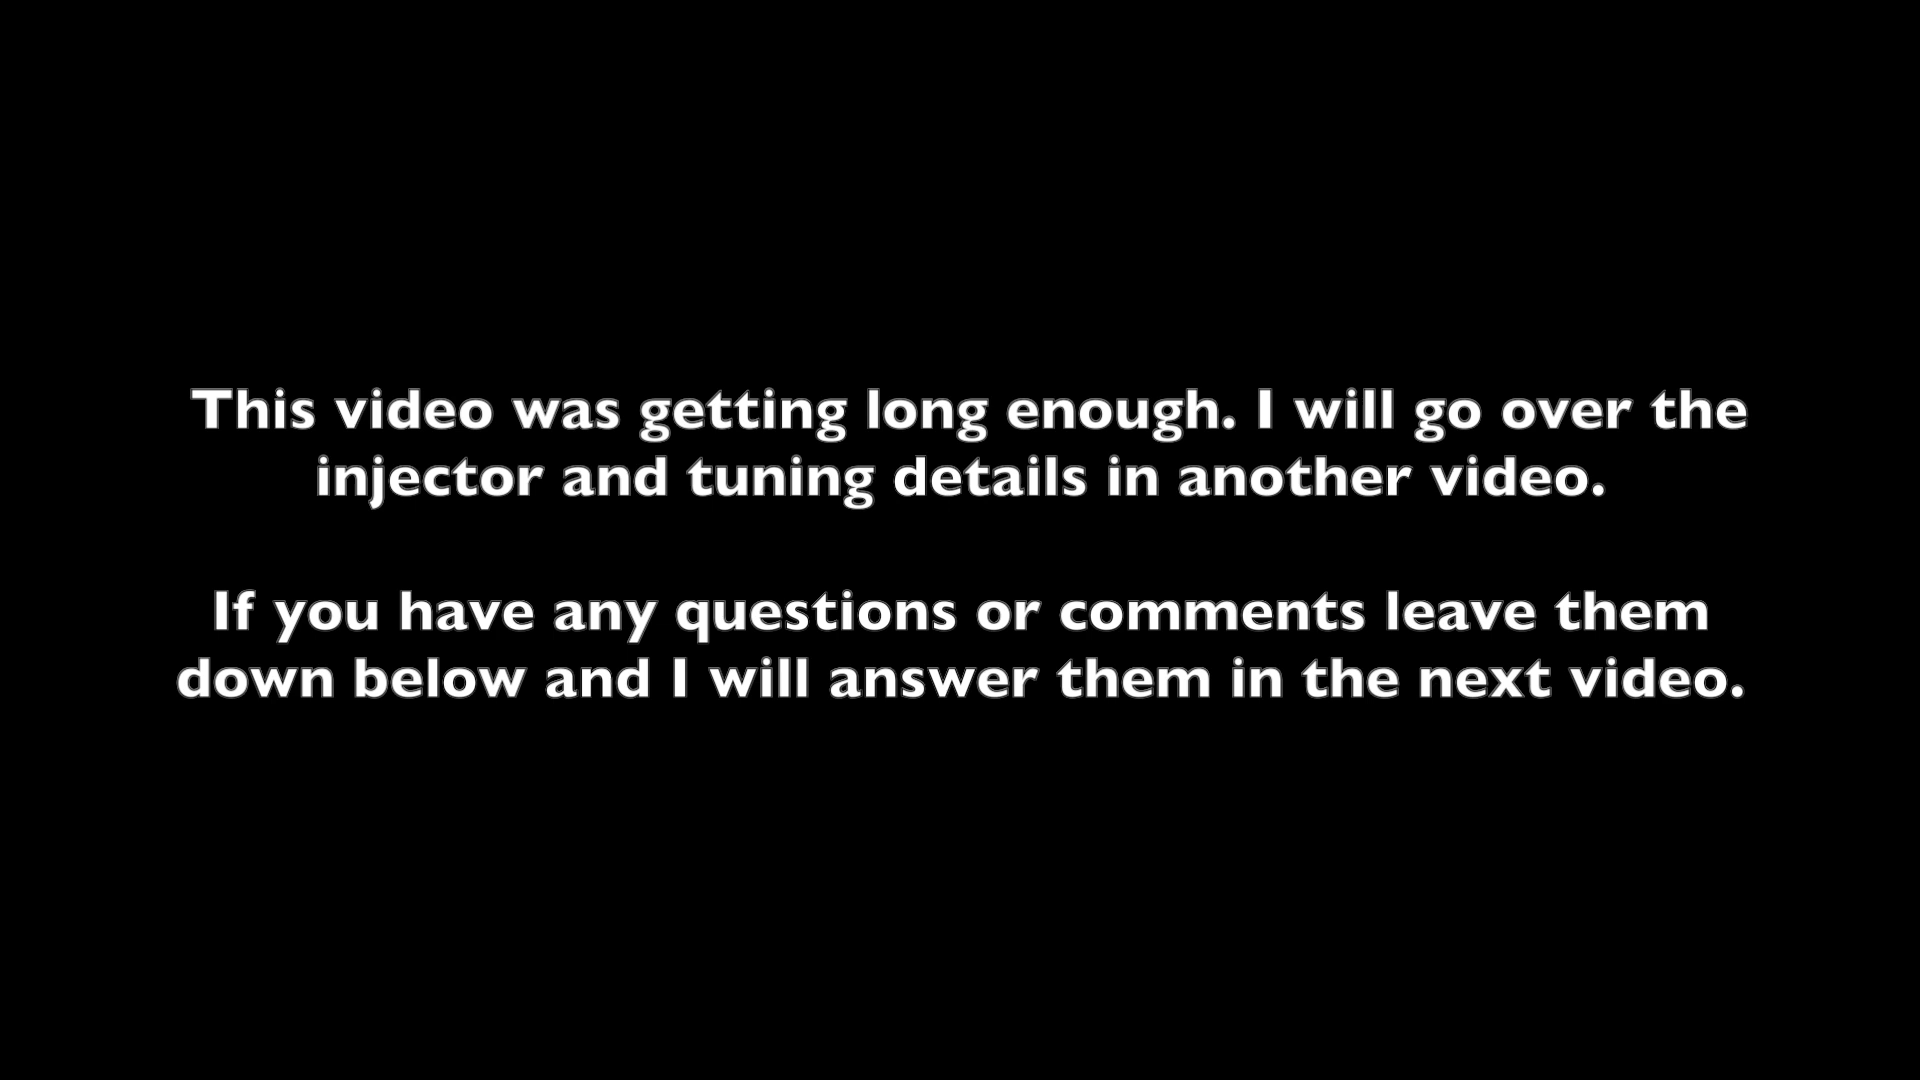 This video was getting long enough. I will go over the
injector and tuning details in another video.
If you have any questions or comments leave them
down below and I will answer them in the next video.